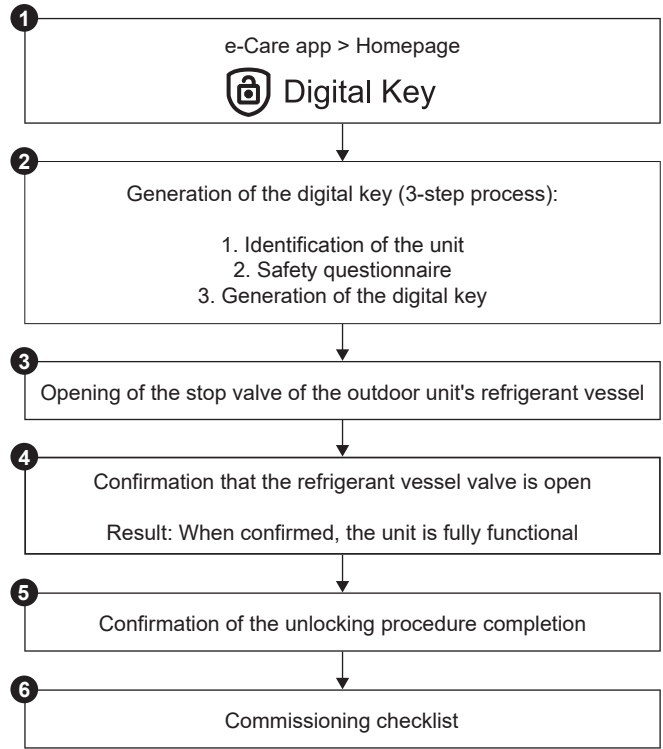 1
e-Care app > Homepage
Digital Key
2
Generation of the digital key (3-step process):
1. Identification of the unit
2. Safety questionnaire
3. Generation of the digital key
3
Opening of the stop valve of the outdoor unit's refrigerant vessel
4
Confirmation that the refrigerant vessel valve is open
Result: When confirmed, the unit is fully functional
5
Confirmation of the unlocking procedure completion
6
Commissioning checklist